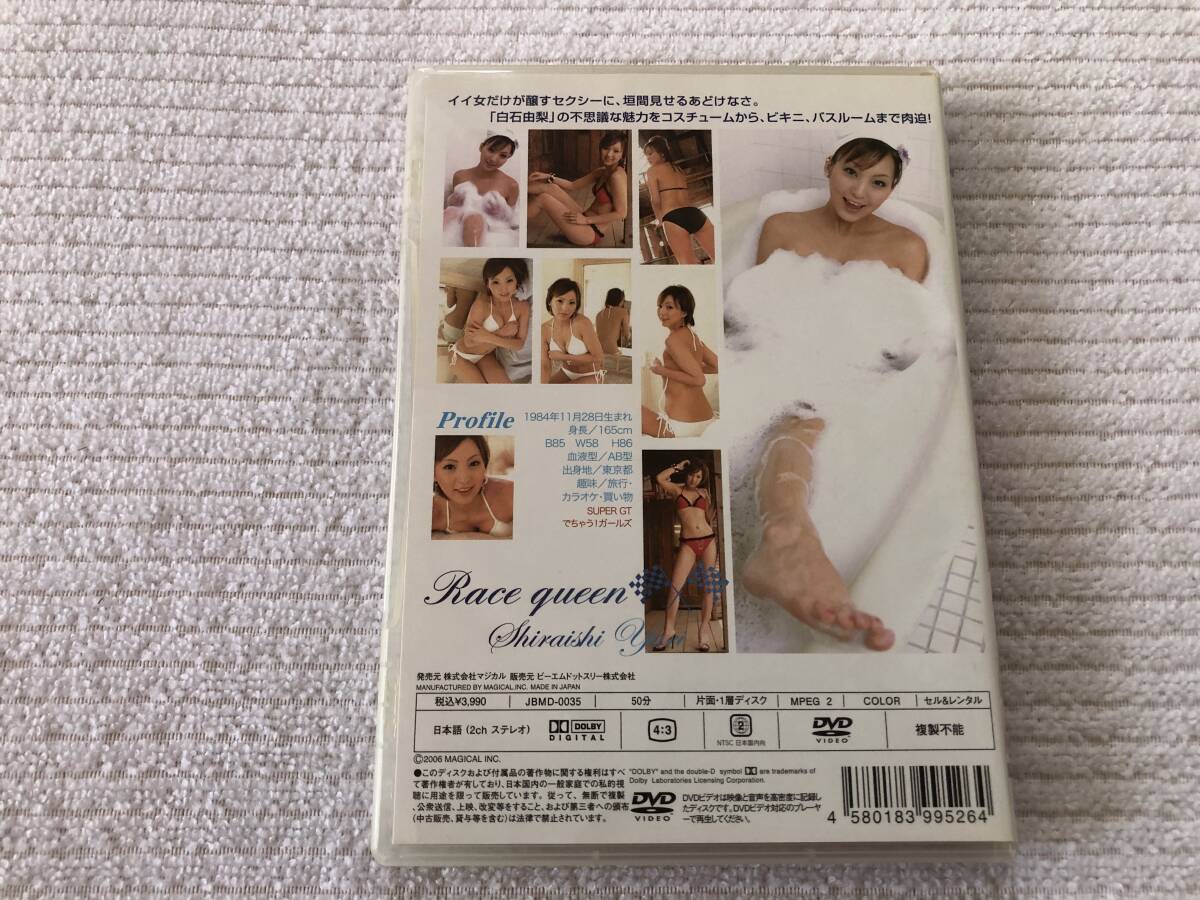 イイ女だけが醸すセクシーに、垣間見せるあどけなさ。
「白石由梨」の不思議な魅力をコスチュームから、ビキニ、バスルームまで肉迫!
Profile
1984年11月28日生まれ
身長/165cm
B85 W58 H86
血液型/AB型
出身地/東京都
趣味/旅行・
カラオケ・買い物
SUPER GT
でちゃう!ガールズ
Race queen
Shiraishi
発売元 株式会社マジカル 販売元 ビーエムドットスリー株式会社
MANUFACTURED BY MAGICAL.INC. MADE IN JAPAN
税込¥3,990 JBMD-0035 50分 片面・1層ディスク MPEG 2 COLOR セル&レンタル
日本語 (2ch ステレオ) DOLBY DIGITAL 4:3 2 NTSC 日本国内向 DVD VIDEO 複製不能
©2006 MAGICAL INC.
●このディスクおよび付属品の著作物に関する権利はすべ
て著作権者が有しており、日本国内の一般家庭での私的視
聴に用途を限って販売しています。従って、無断で複製、
公衆送信、上映、改変等をすること、および第三者への頒布
(中古販売、貸与等を含む)は法律で禁止されています。
"DOLBY" and the double-D symbol are trademarks of
Dolby Laboratories Licensing Corporation.
DVD VIDEO
DVDビデオは映像と音声を高密度に記録し
たディスクです。DVDビデオ対応のプレーヤ
ーで再生してください。
4 580183 995264